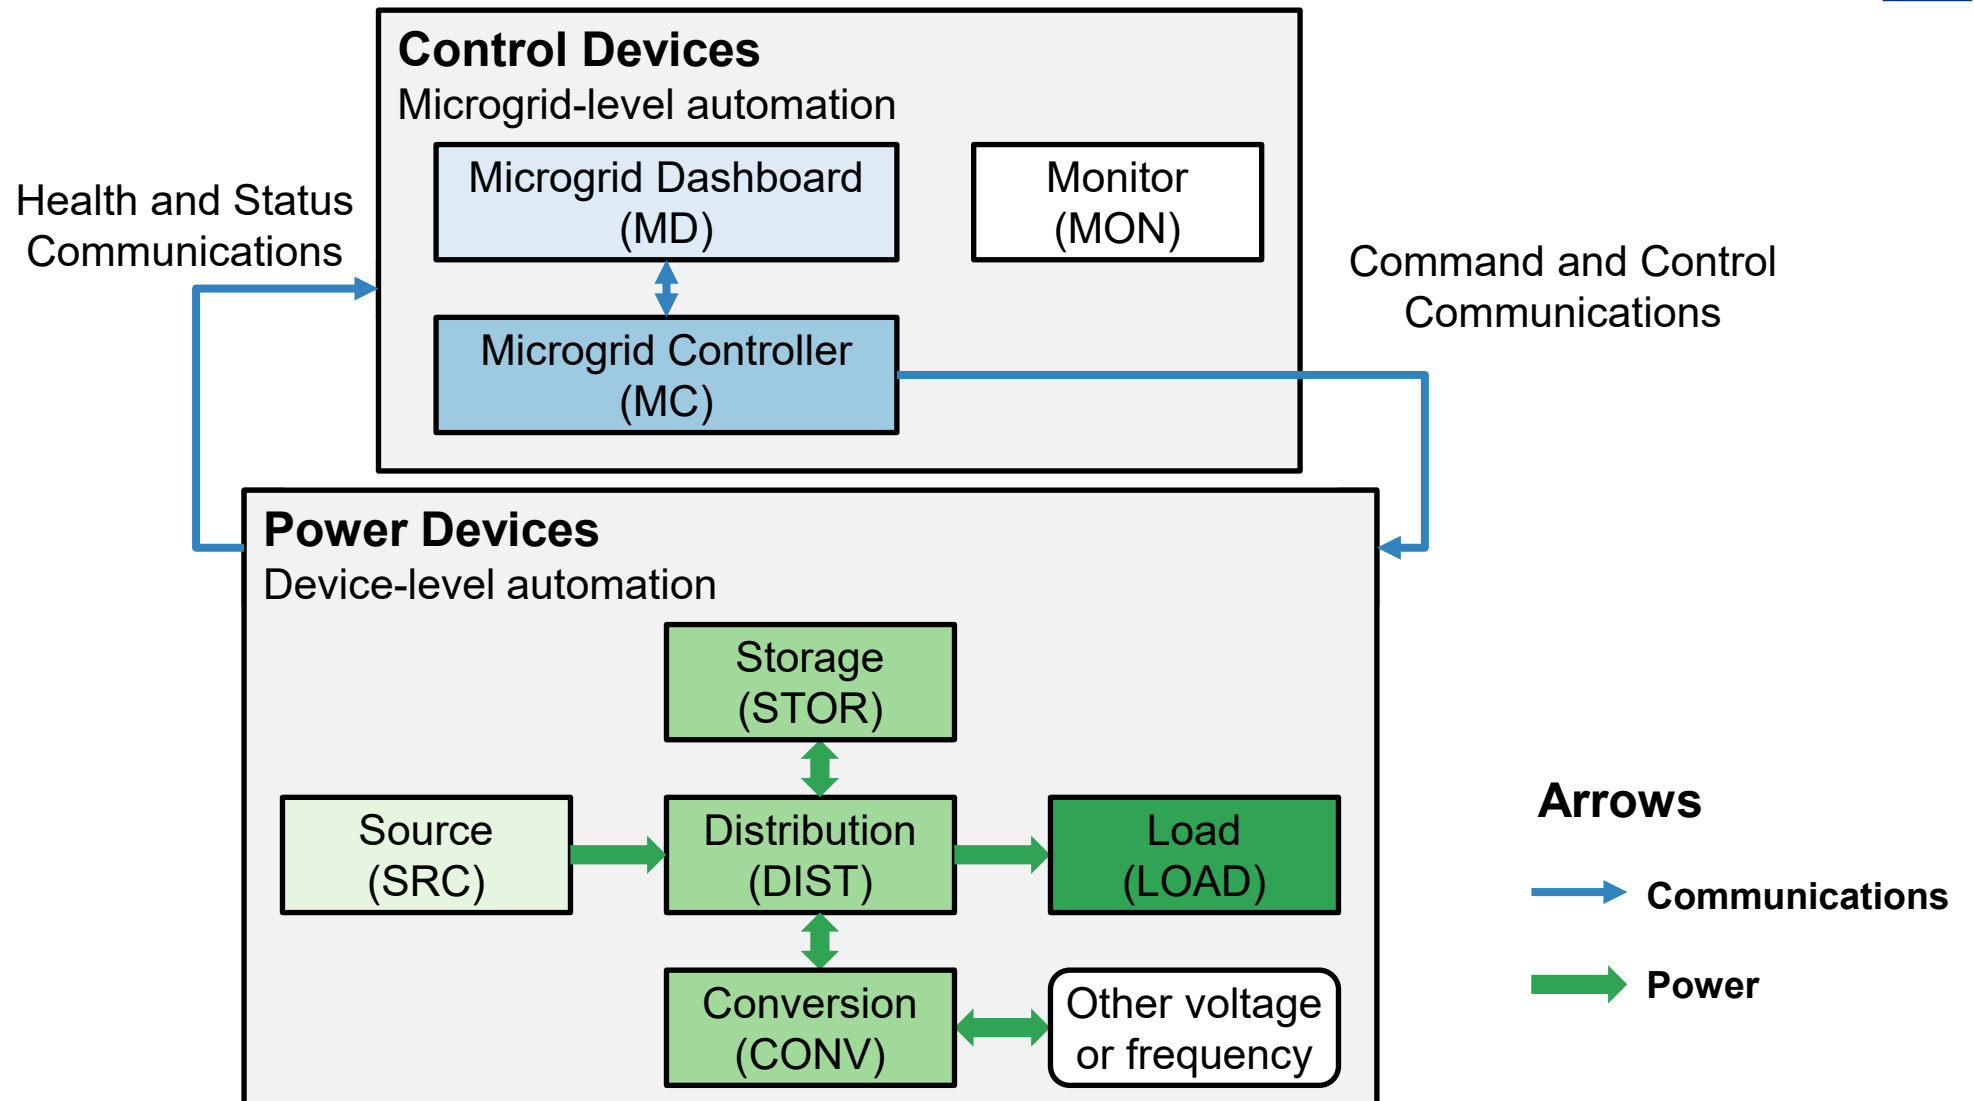 Control Devices
Microgrid-level automation
Microgrid Dashboard
(MD)
Monitor
(MON)
Health and Status
Communications
Command and Control
Communications
Microgrid Controller
(MC)
Power Devices
Device-level automation
Storage
(STOR)
Source
(SRC)
Distribution
(DIST)
Load
(LOAD)
Conversion
(CONV)
Other voltage
or frequency
Arrows
Communications
Power